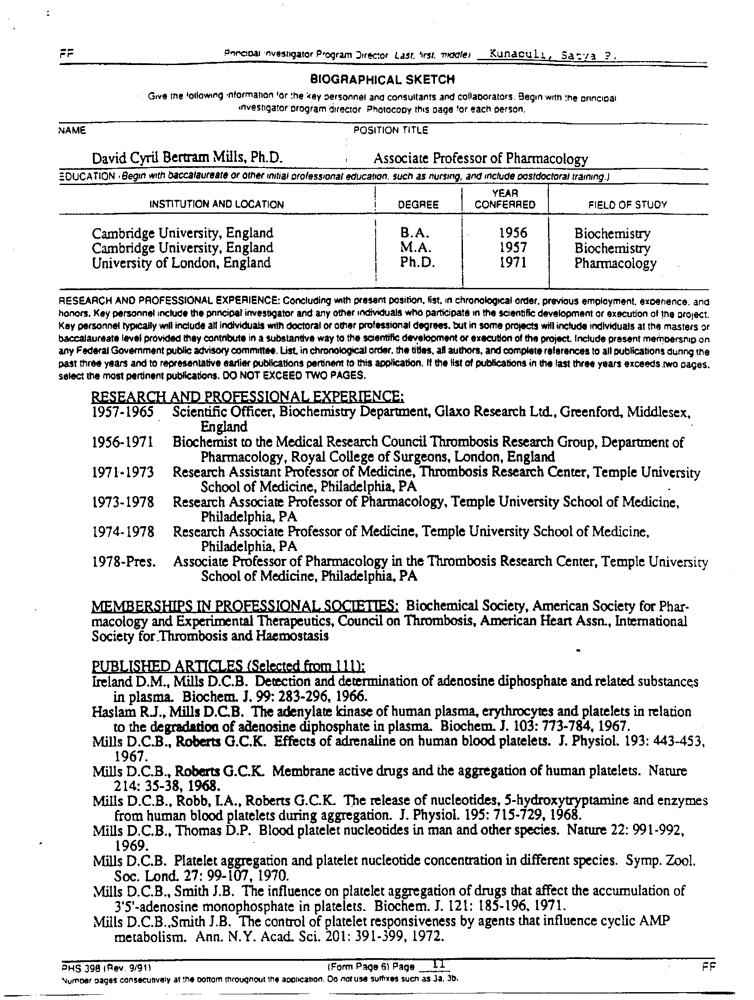 FF Principal Investigator Program Director Last, first, middle) Kunapuli, Satya P.
BIOGRAPHICAL SKETCH
Give the following information for the key personnel and consultants and collaborators. Begin with the principal
investigator program director. Photocopy this page for each person.
NAME POSITION TITLE
David Cyril Bertram Mills, Ph.D. Associate Professor of Pharmacology
EDUCATION (Begin with baccalaureate or other initial professional education, such as nursing, and include postdoctoral training.)
INSTITUTION AND LOCATION DEGREE YEAR CONFERRED FIELD OF STUDY
Cambridge University, England B.A. 1956 Biochemistry
Cambridge University, England M.A. 1957 Biochemistry
University of London, England Ph.D. 1971 Pharmacology
RESEARCH AND PROFESSIONAL EXPERIENCE: Concluding with present position, list, in chronological order, previous employment, experience, and
honors. Key personnel include the principal investigator and any other individuals who participate in the scientific development or execution of the project.
Key personnel typically will include all individuals with doctoral or other professional degrees, but in some projects will include individuals at the masters or
baccalaureate level provided they contribute in a substantive way to the scientific development or execution of the project. Include present membership on
any Federal Government public advisory committee. List, in chronological order, the titles, all authors, and complete references to all publications during the
past three years and to representative earlier publications pertinent to this application. If the list of publications in the last three years exceeds two pages,
select the most pertinent publications. DO NOT EXCEED TWO PAGES.
RESEARCH AND PROFESSIONAL EXPERIENCE:
1957-1965 Scientific Officer, Biochemistry Department, Glaxo Research Ltd., Greenford, Middlesex,
England
1956-1971 Biochemist to the Medical Research Council Thrombosis Research Group, Department of
Pharmacology, Royal College of Surgeons, London, England
1971-1973 Research Assistant Professor of Medicine, Thrombosis Research Center, Temple University
School of Medicine, Philadelphia, PA
1973-1978 Research Associate Professor of Pharmacology, Temple University School of Medicine,
Philadelphia, PA
1974-1978 Research Associate Professor of Medicine, Temple University School of Medicine,
Philadelphia, PA
1978-Pres. Associate Professor of Pharmacology in the Thrombosis Research Center, Temple University
School of Medicine, Philadelphia, PA
MEMBERSHIPS IN PROFESSIONAL SOCIETIES: Biochemical Society, American Society for Phar-
macology and Experimental Therapeutics, Council on Thrombosis, American Heart Assn., International
Society for Thrombosis and Haemostasis
PUBLISHED ARTICLES (Selected from 111):
Ireland D.M., Mills D.C.B. Detection and determination of adenosine diphosphate and related substances
in plasma. Biochem. J. 99: 283-296, 1966.
Haslam R.J., Mills D.C.B. The adenylate kinase of human plasma, erythrocytes and platelets in relation
to the degradation of adenosine diphosphate in plasma. Biochem. J. 103: 773-784, 1967.
Mills D.C.B., Roberts G.C.K. Effects of adrenaline on human blood platelets. J. Physiol. 193: 443-453,
1967.
Mills D.C.B., Roberts G.C.K. Membrane active drugs and the aggregation of human platelets. Nature
214: 35-38, 1968.
Mills D.C.B., Robb, I.A., Roberts G.C.K. The release of nucleotides, 5-hydroxytryptamine and enzymes
from human blood platelets during aggregation. J. Physiol. 195: 715-729, 1968.
Mills D.C.B., Thomas D.P. Blood platelet nucleotides in man and other species. Nature 22: 991-992,
1969.
Mills D.C.B. Platelet aggregation and platelet nucleotide concentration in different species. Symp. Zool.
Soc. Lond. 27: 99-107, 1970.
Mills D.C.B., Smith J.B. The influence on platelet aggregation of drugs that affect the accumulation of
3'5'-adenosine monophosphate in platelets. Biochem. J. 121: 185-196, 1971.
Mills D.C.B.,Smith J.B. The control of platelet responsiveness by agents that influence cyclic AMP
metabolism. Ann. N.Y. Acad. Sci. 201: 391-399, 1972.
PHS 398 (Rev. 9/91) (Form Page 6) Page 11 FF
Number pages consecutively at the bottom throughout the application. Do not use suffixes such as 3a, 3b.